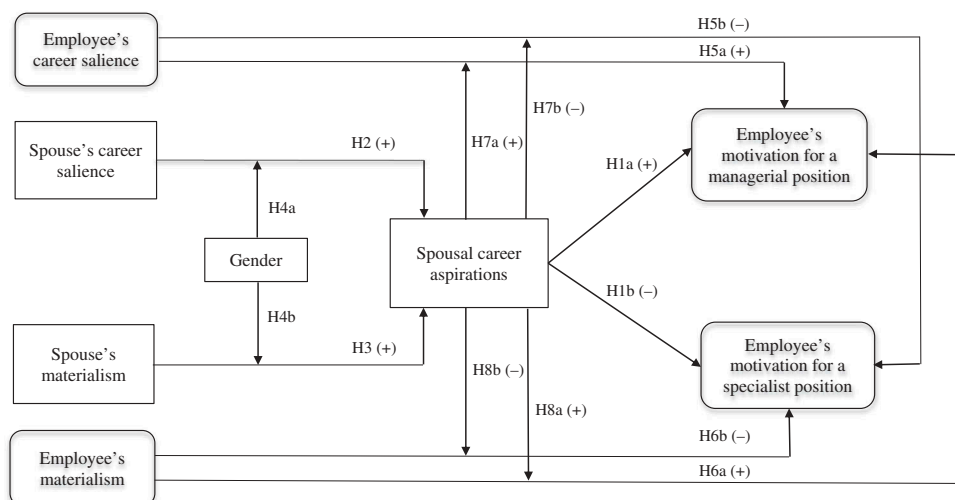 Employee's
career salience
H5b (–)
H5a (+)
H7b (–)
H7a (+)
Spouse's career
salience
H2 (+)
Employee's
motivation for a
managerial position
H1a (+)
H4a
Gender
Spousal career
aspirations
H4b
H1b (–)
Spouse's
materialism
H3 (+)
Employee's
motivation for a
specialist position
H8b (–)
H8a (+)
Employee's
materialism
H6b (–)
H6a (+)